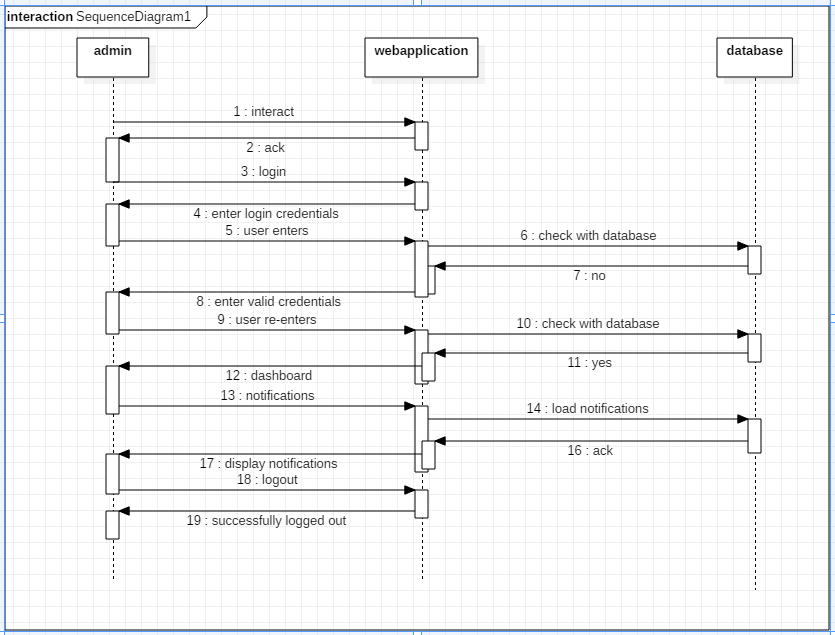 interaction SequenceDiagram1
admin
webapplication
database
1 : interact
2 : ack
3 : login
4 : enter login credentials
5 : user enters
6 : check with database
7 : no
8 : enter valid credentials
9 : user re-enters
10 : check with database
11 : yes
12 : dashboard
13 : notifications
14 : load notifications
16 : ack
17 : display notifications
18 : logout
19 : successfully logged out